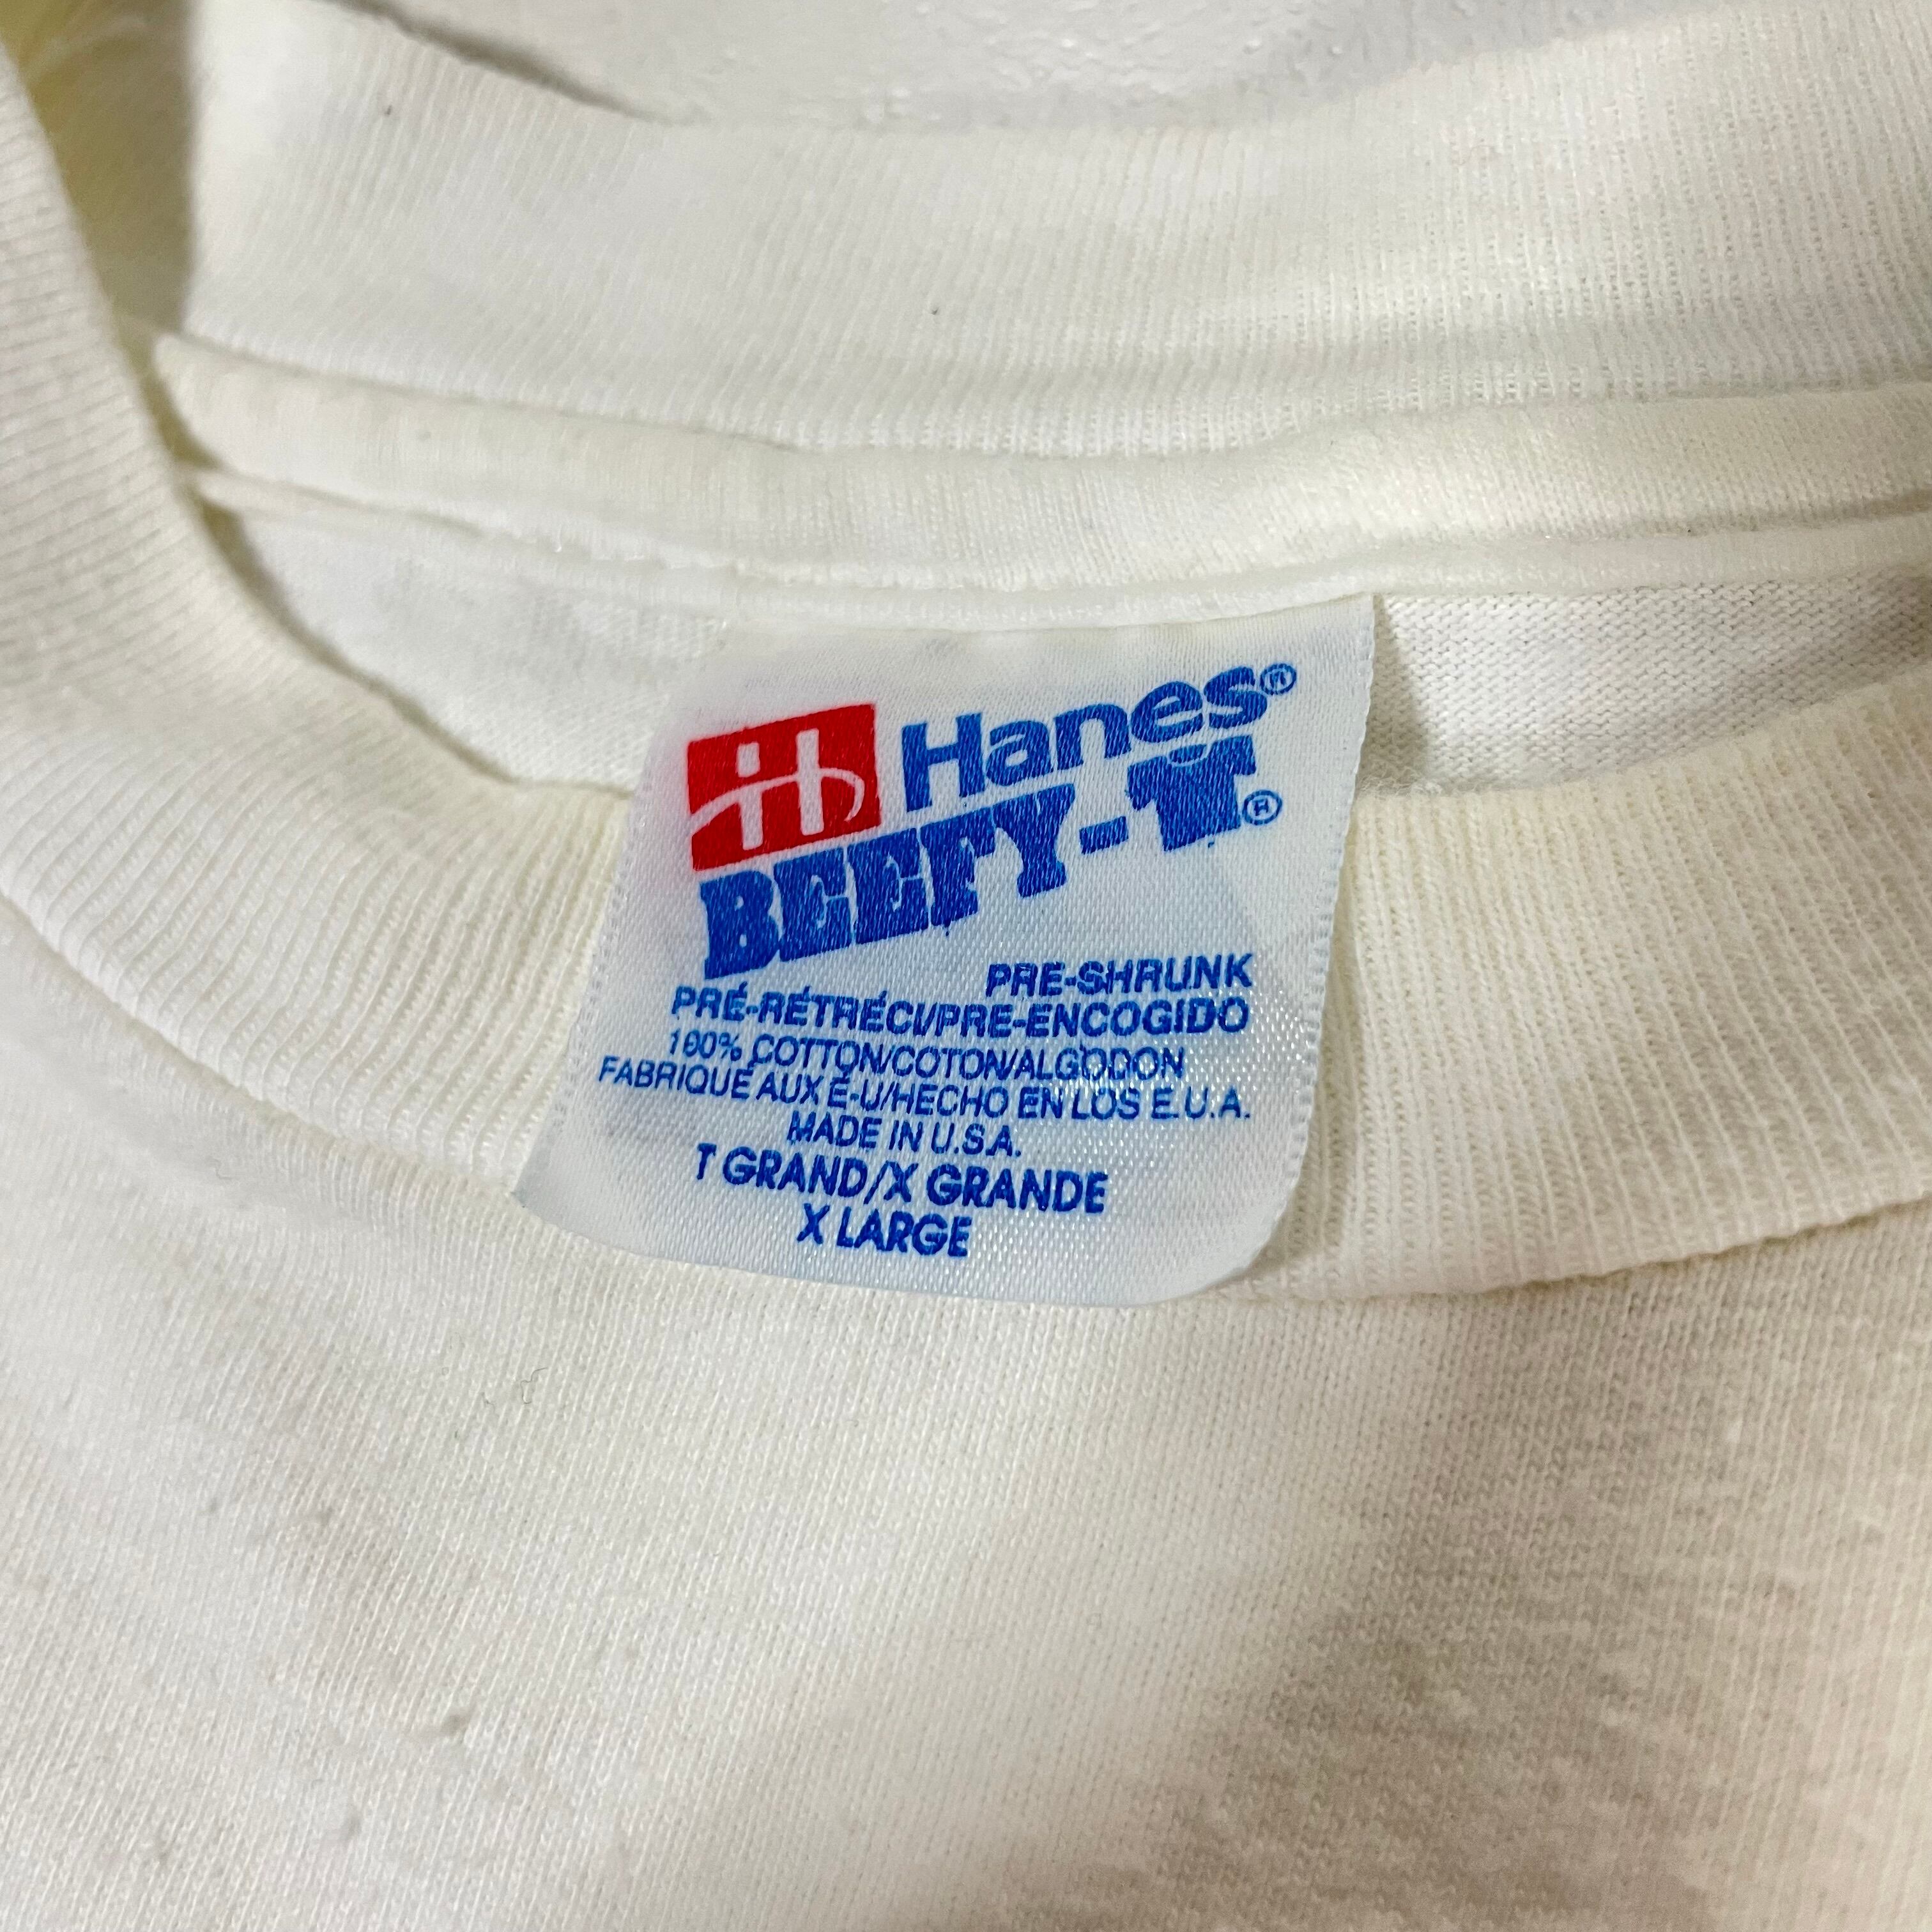 Hanes®
BEEFY-T®
PRE-SHRUNK
PRÉ-RÉTRÉCI/PRE-ENCOGIDO
100% COTTON/COTON/ALGODON
FABRIQUÉ AUX É-U/HECHO EN LOS E.U.A.
MADE IN U.S.A.
T GRAND/X GRANDE
X LARGE